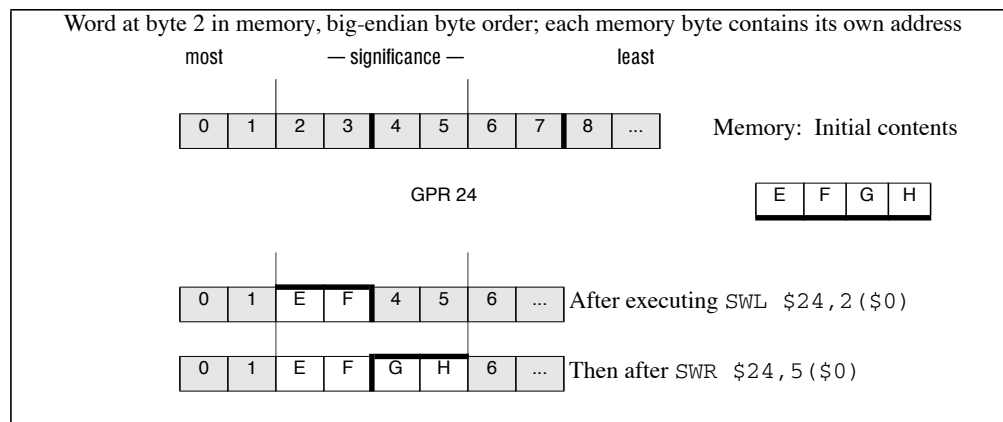 Word at byte 2 in memory, big-endian byte order; each memory byte contains its own address
most — significance — least
0 1 2 3 4 5 6 7 8 ... Memory: Initial contents
GPR 24 E F G H
0 1 E F 4 5 6 ... After executing SWL $24,2($0)
0 1 E F G H 6 ... Then after SWR $24,5($0)